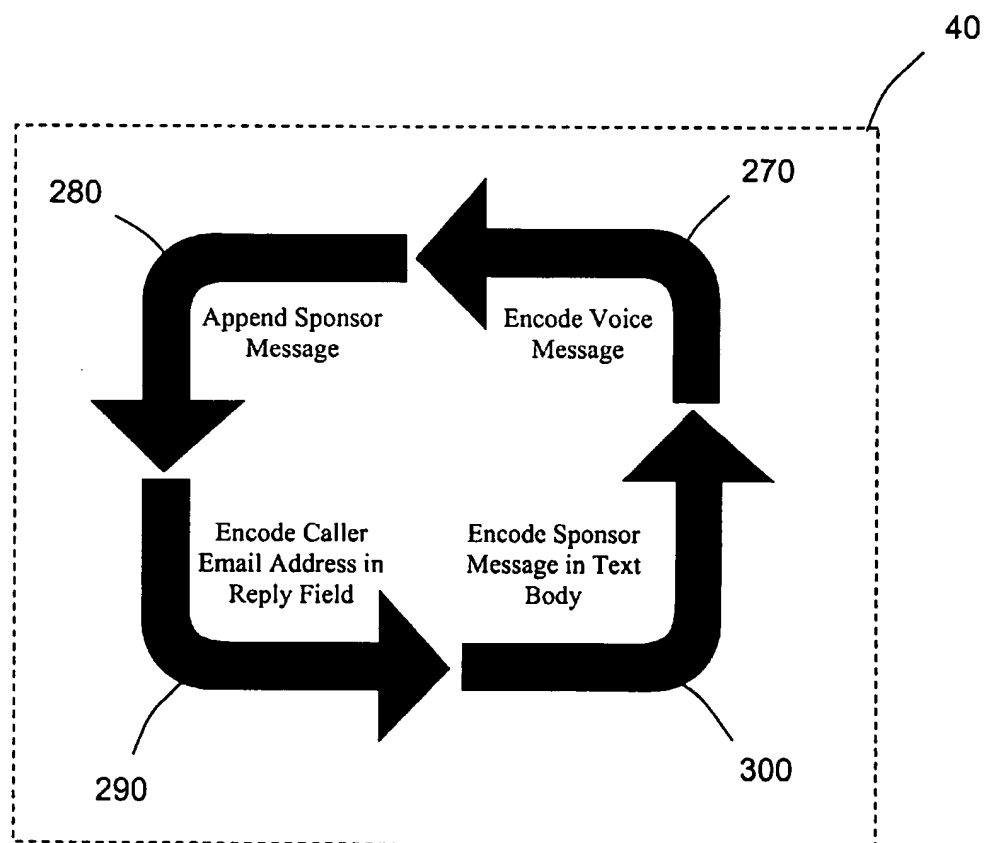 40
280
270
Append Sponsor
Message
Encode Voice
Message
Encode Caller
Email Address in
Reply Field
Encode Sponsor
Message in Text
Body
290
300